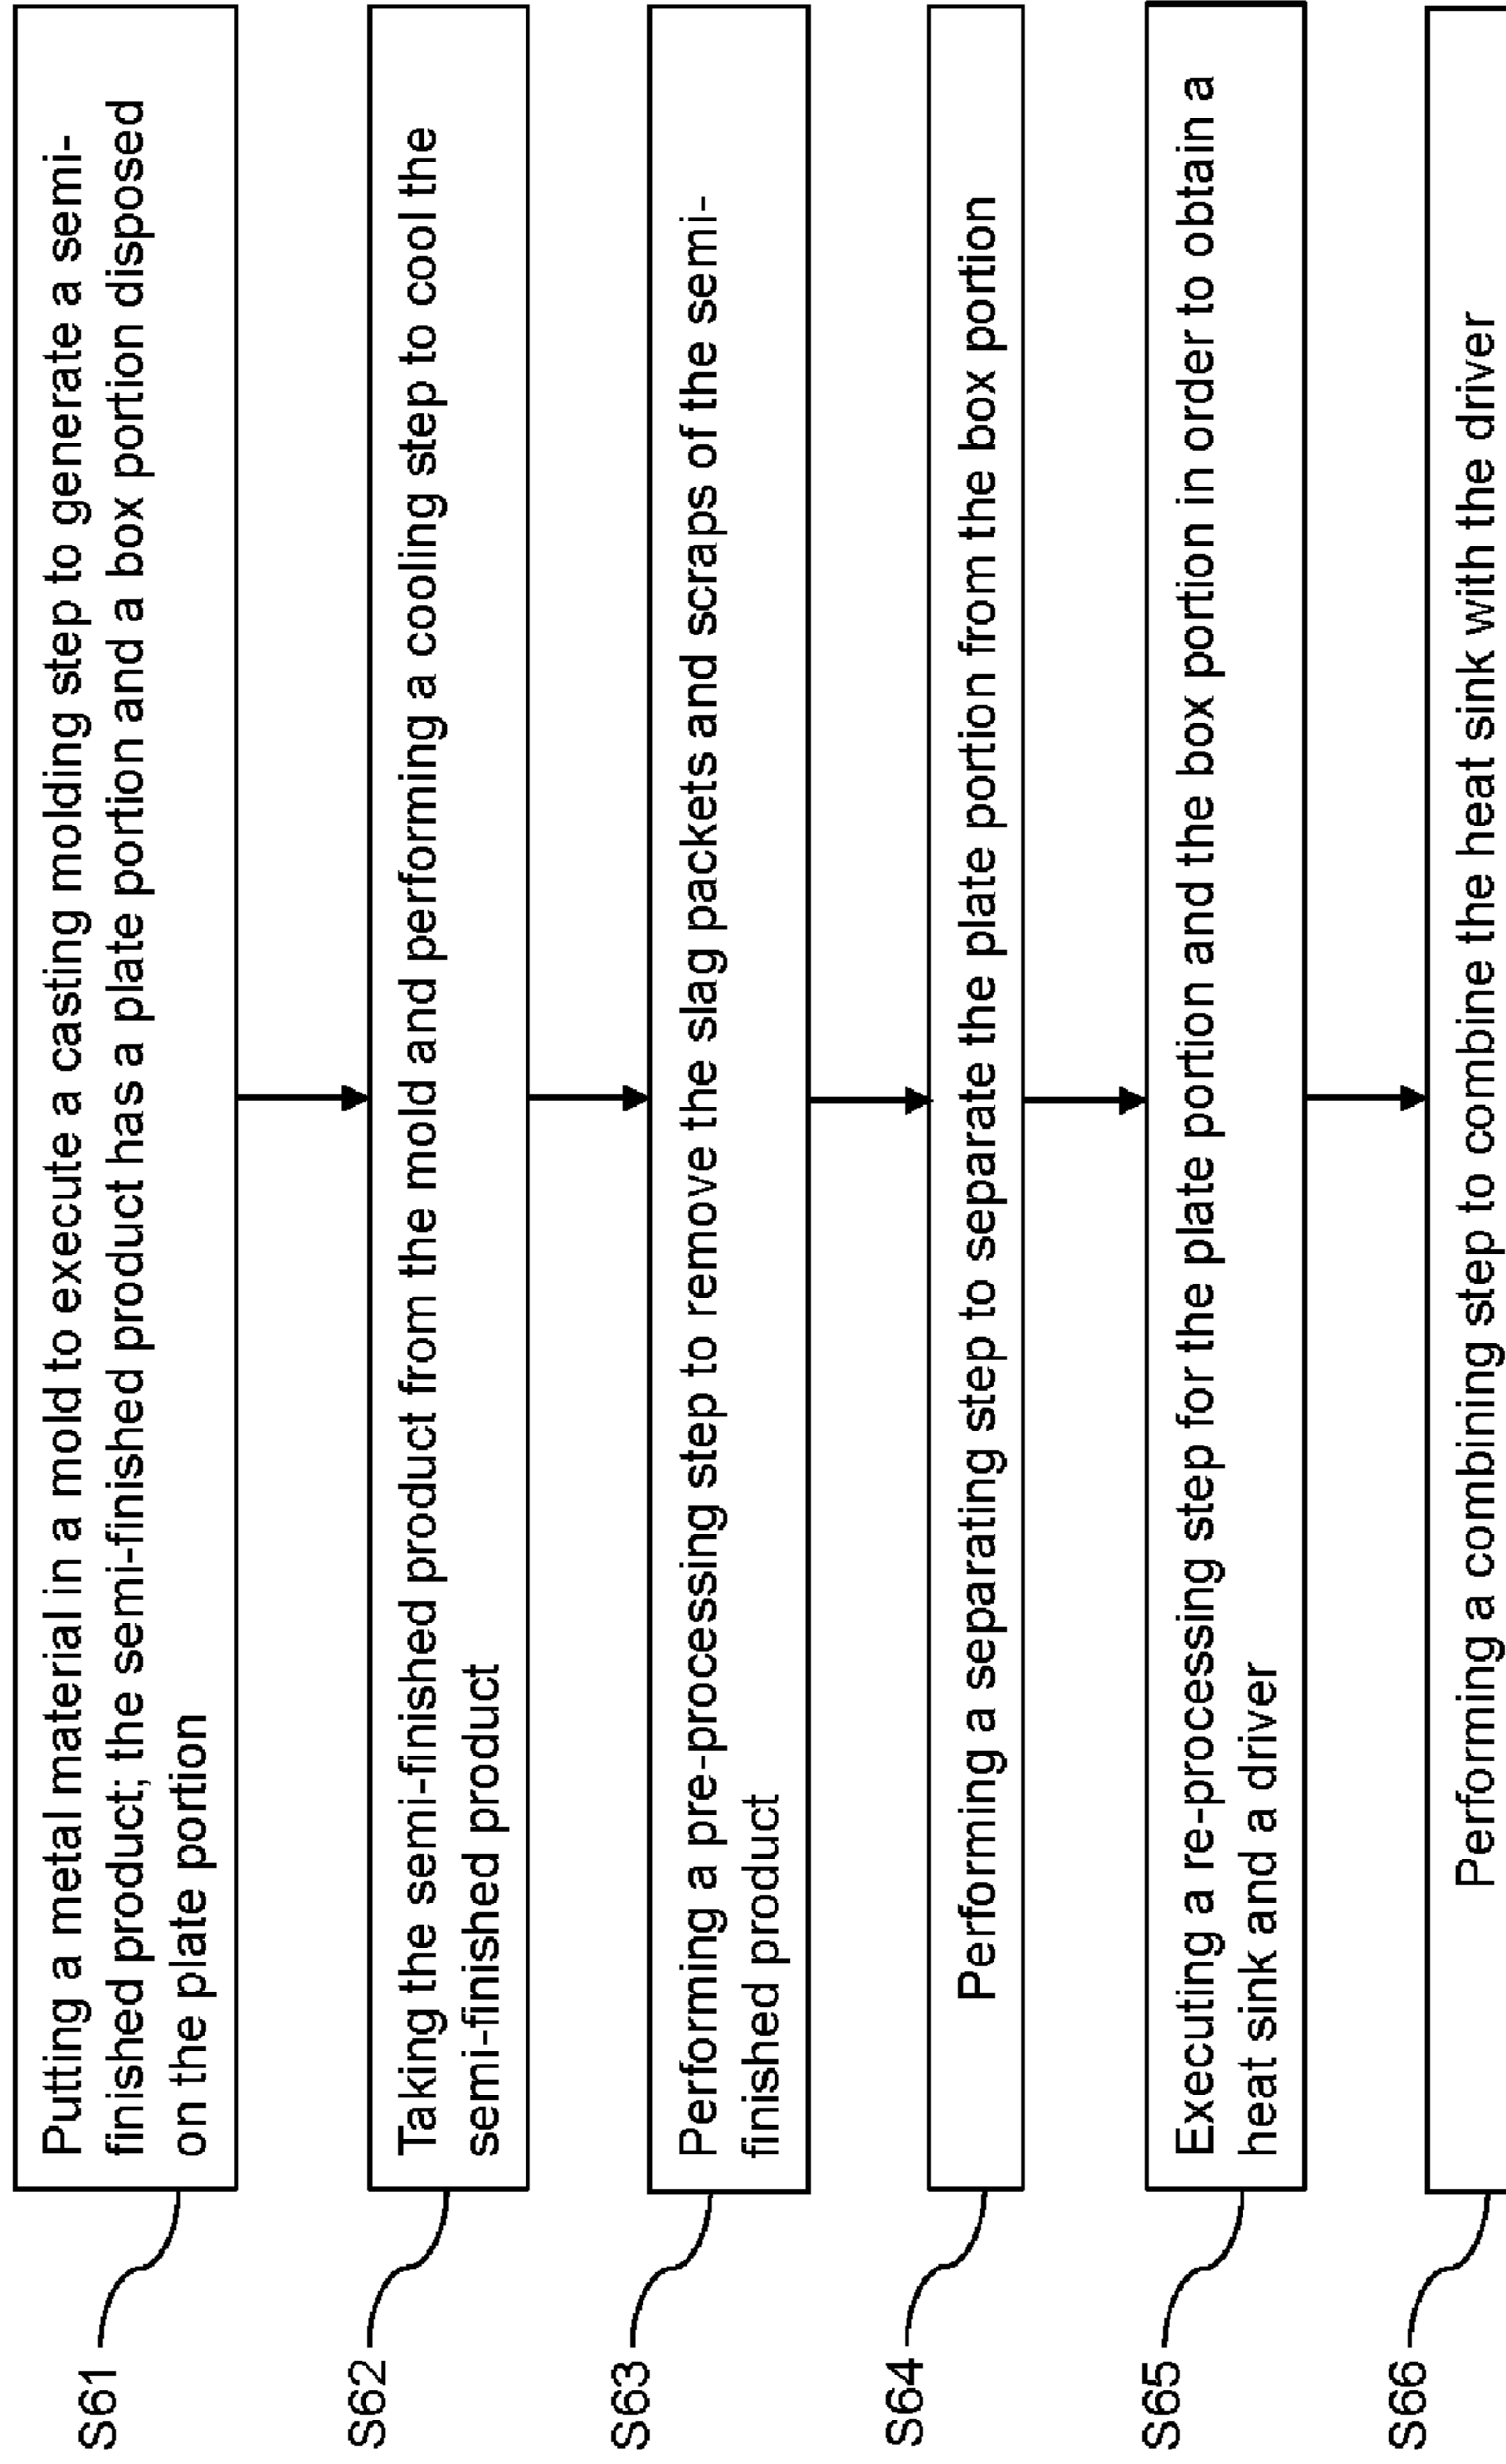 S61
Putting a metal material in a mold to execute a casting molding step to generate a semi-
finished product; the semi-finished product has a plate portion and a box portion disposed
on the plate portion
S62
Taking the semi-finished product from the mold and performing a cooling step to cool the
semi-finished product
S63
Performing a pre-processing step to remove the slag packets and scraps of the semi-
finished product
S64
Performing a separating step to separate the plate portion from the box portion
S65
Executing a re-processing step for the plate portion and the box portion in order to obtain a
heat sink and a driver
S66
Performing a combining step to combine the heat sink with the driver